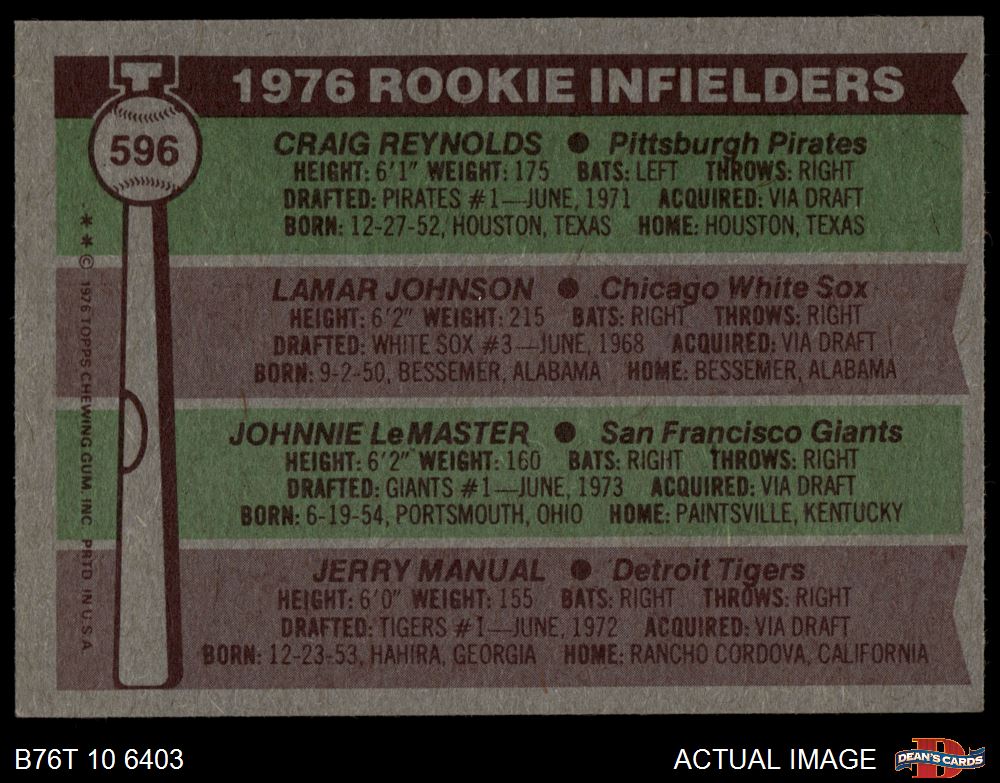 1976 ROOKIE INFIELDERS
596
CRAIG REYNOLDS ● Pittsburgh Pirates
HEIGHT: 6'1" WEIGHT: 175 BATS: LEFT THROWS: RIGHT
DRAFTED: PIRATES #1—JUNE, 1971 ACQUIRED: VIA DRAFT
BORN: 12-27-52, HOUSTON, TEXAS HOME: HOUSTON, TEXAS
LAMAR JOHNSON ● Chicago White Sox
HEIGHT: 6'2" WEIGHT: 215 BATS: RIGHT THROWS: RIGHT
DRAFTED: WHITE SOX #3—JUNE, 1968 ACQUIRED: VIA DRAFT
BORN: 9-2-50, BESSEMER, ALABAMA HOME: BESSEMER, ALABAMA
JOHNNIE LeMASTER ● San Francisco Giants
HEIGHT: 6'2" WEIGHT: 160 BATS: RIGHT THROWS: RIGHT
DRAFTED: GIANTS #1—JUNE, 1973 ACQUIRED: VIA DRAFT
BORN: 6-19-54, PORTSMOUTH, OHIO HOME: PAINTSVILLE, KENTUCKY
JERRY MANUAL ● Detroit Tigers
HEIGHT: 6'0" WEIGHT: 155 BATS: RIGHT THROWS: RIGHT
DRAFTED: TIGERS #1—JUNE, 1972 ACQUIRED: VIA DRAFT
BORN: 12-23-53, HAHIRA, GEORGIA HOME: RANCHO CORDOVA, CALIFORNIA
* * © 1976 TOPPS CHEWING GUM, INC. PRTD. IN U.S.A.
B76T 10 6403
ACTUAL IMAGE
D
DEAN'S CARDS